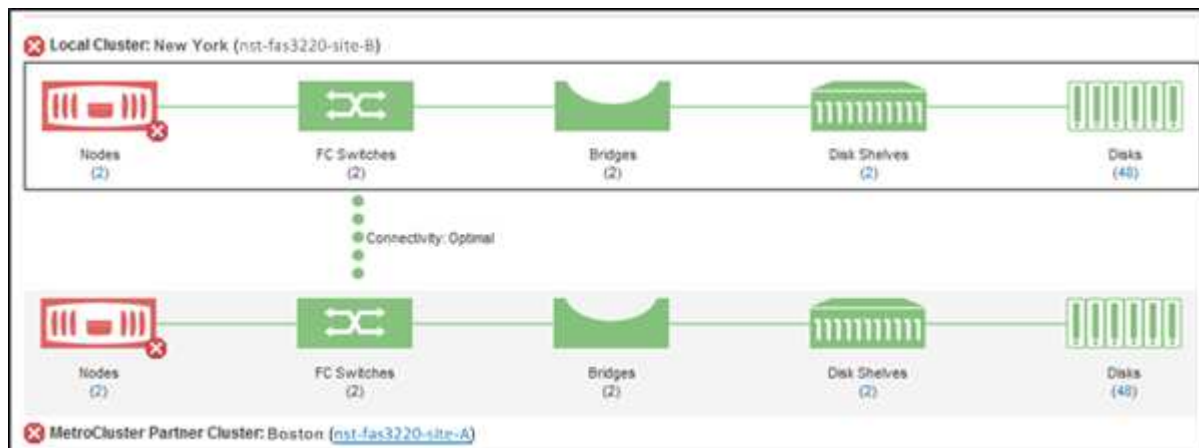 Local Cluster: New York (nst-fas3220-site-B)
Nodes
(2)
FC Switches
(2)
Bridges
(2)
Disk Shelves
(2)
Disks
(48)
Connectivity: Optimal
Nodes
(2)
FC Switches
(2)
Bridges
(2)
Disk Shelves
(2)
Disks
(48)
MetroCluster Partner Cluster: Boston (nst-fas3220-site-A)